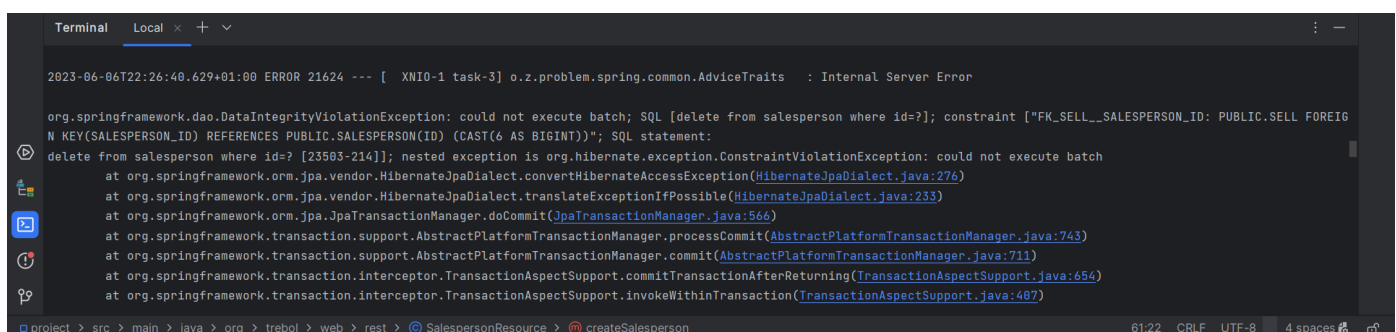 Terminal Local × + ⌄
2023-06-06T22:26:40.629+01:00 ERROR 21624 --- [  XNIO-1 task-3] o.z.problem.spring.common.AdviceTraits   : Internal Server Error
org.springframework.dao.DataIntegrityViolationException: could not execute batch; SQL [delete from salesperson where id=?]; constraint ["FK_SELL__SALESPERSON_ID: PUBLIC.SELL FOREIG
N KEY(SALESPERSON_ID) REFERENCES PUBLIC.SALESPERSON(ID) (CAST(6 AS BIGINT))"; SQL statement:
delete from salesperson where id=? [23503-214]]; nested exception is org.hibernate.exception.ConstraintViolationException: could not execute batch
at org.springframework.orm.jpa.vendor.HibernateJpaDialect.convertHibernateAccessException(HibernateJpaDialect.java:276)
at org.springframework.orm.jpa.vendor.HibernateJpaDialect.translateExceptionIfPossible(HibernateJpaDialect.java:233)
at org.springframework.orm.jpa.JpaTransactionManager.doCommit(JpaTransactionManager.java:566)
at org.springframework.transaction.support.AbstractPlatformTransactionManager.processCommit(AbstractPlatformTransactionManager.java:743)
at org.springframework.transaction.support.AbstractPlatformTransactionManager.commit(AbstractPlatformTransactionManager.java:711)
at org.springframework.transaction.interceptor.TransactionAspectSupport.commitTransactionAfterReturning(TransactionAspectSupport.java:654)
at org.springframework.transaction.interceptor.TransactionAspectSupport.invokeWithinTransaction(TransactionAspectSupport.java:407)
project > src > main > java > org > trebol > web > rest > SalespersonResource > createSalesperson 61:22 CRLF UTF-8 4 spaces